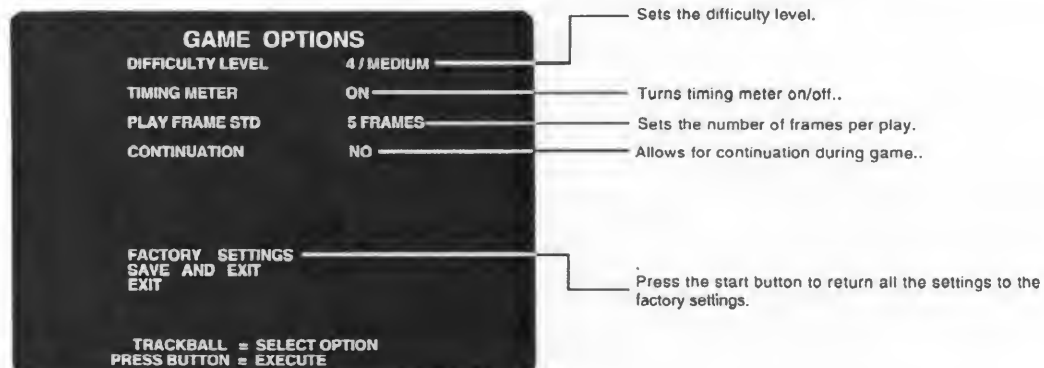 GAME OPTIONS
DIFFICULTY LEVEL 4 / MEDIUM
Sets the difficulty level.
TIMING METER ON
Turns timing meter on/off..
PLAY FRAME STD 5 FRAMES
Sets the number of frames per play.
CONTINUATION NO
Allows for continuation during game..
FACTORY SETTINGS
SAVE AND EXIT
EXIT
Press the start button to return all the settings to the
factory settings.
TRACKBALL = SELECT OPTION
PRESS BUTTON = EXECUTE